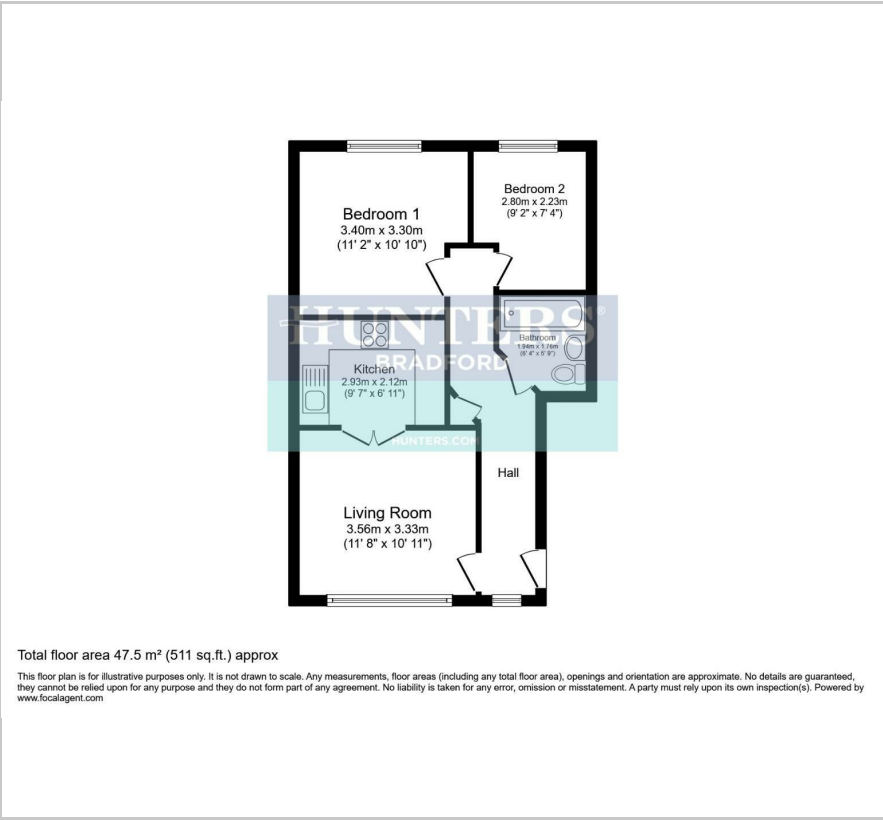 Bedroom 1
3.40m x 3.30m
(11' 2" x 10' 10")
Bedroom 2
2.80m x 2.23m
(9' 2" x 7' 4")
HUNTERS®
BRADFORD
HUNTERS.COM
Bathroom
1.94m x 1.76m
(6' 4" x 5' 9")
Kitchen
2.93m x 2.12m
(9' 7" x 6' 11")
Hall
Living Room
3.56m x 3.33m
(11' 8" x 10' 11")
Total floor area 47.5 m² (511 sq.ft.) approx
This floor plan is for illustrative purposes only. It is not drawn to scale. Any measurements, floor areas (including any total floor area), openings and orientation are approximate. No details are guaranteed,
they cannot be relied upon for any purpose and they do not form part of any agreement. No liability is taken for any error, omission or misstatement. A party must rely upon its own inspection(s). Powered by
www.focalagent.com